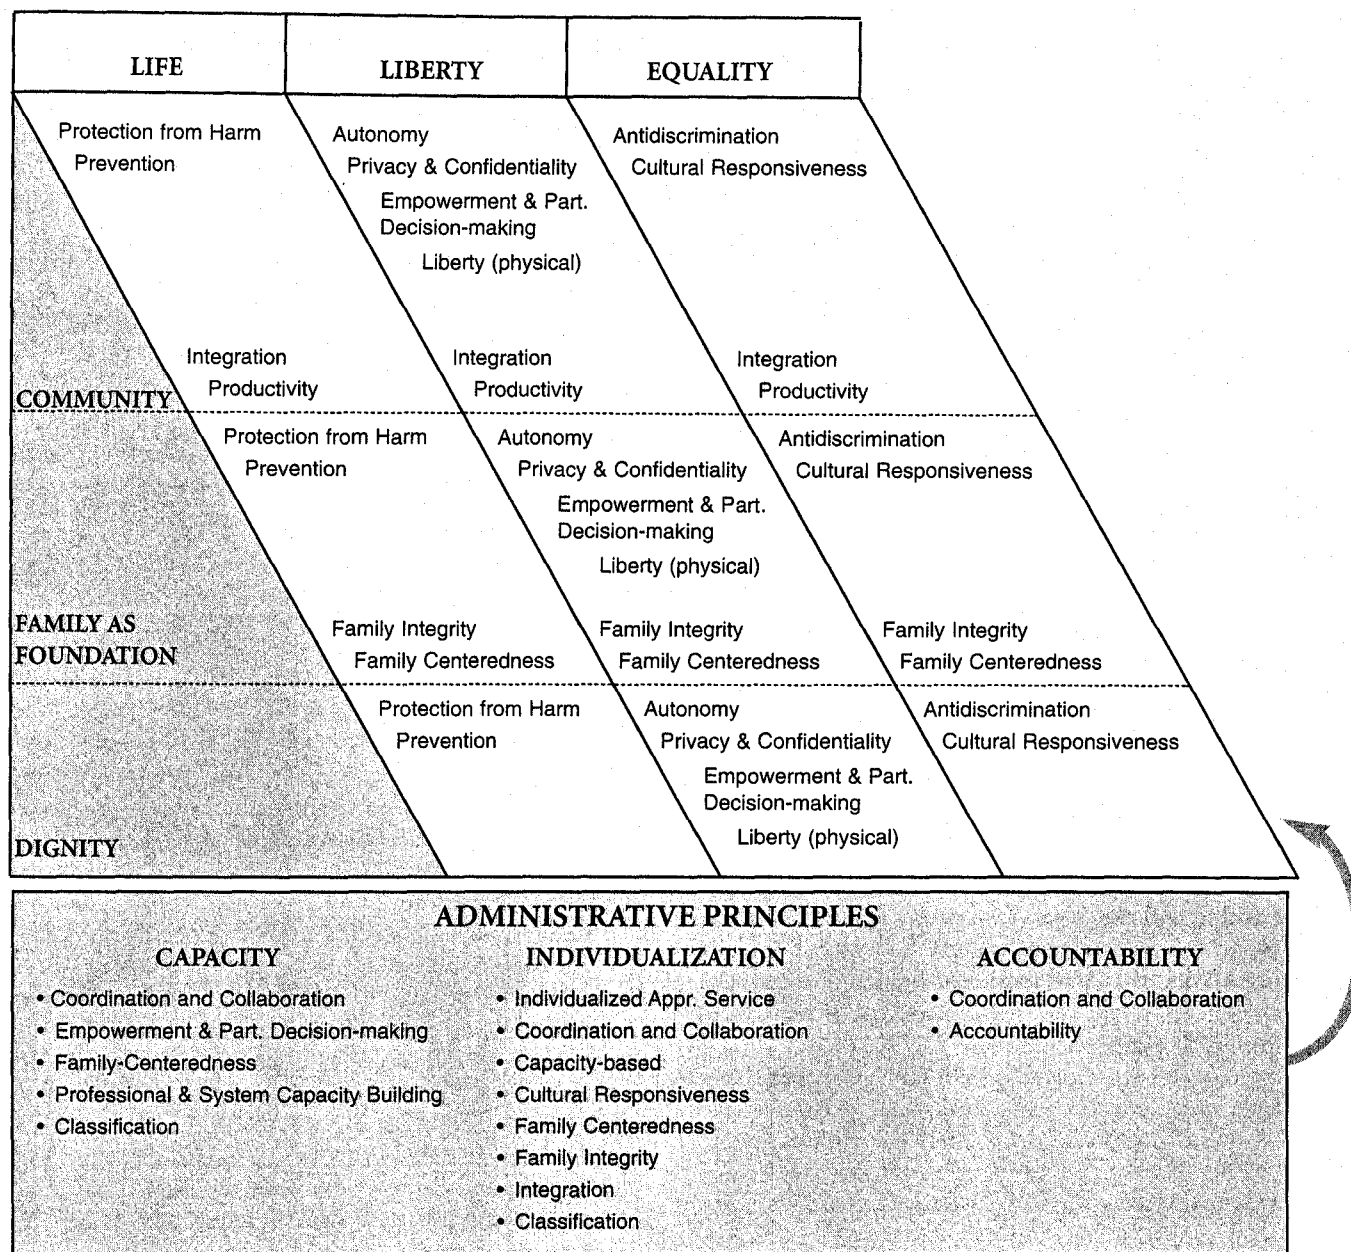 LIFE LIBERTY EQUALITY
Protection from Harm
Prevention
Autonomy
Privacy & Confidentiality
Empowerment & Part.
Decision-making
Liberty (physical)
Antidiscrimination
Cultural Responsiveness
COMMUNITY
Integration
Productivity
Integration
Productivity
Integration
Productivity
Protection from Harm
Prevention
Autonomy
Privacy & Confidentiality
Empowerment & Part.
Decision-making
Liberty (physical)
Antidiscrimination
Cultural Responsiveness
FAMILY AS
FOUNDATION
Family Integrity
Family Centeredness
Family Integrity
Family Centeredness
Family Integrity
Family Centeredness
Protection from Harm
Prevention
Autonomy
Privacy & Confidentiality
Empowerment & Part.
Decision-making
Liberty (physical)
Antidiscrimination
Cultural Responsiveness
DIGNITY
ADMINISTRATIVE PRINCIPLES
CAPACITY
• Coordination and Collaboration
• Empowerment & Part. Decision-making
• Family-Centeredness
• Professional & System Capacity Building
• Classification
INDIVIDUALIZATION
• Individualized Appr. Service
• Coordination and Collaboration
• Capacity-based
• Cultural Responsiveness
• Family Centeredness
• Family Integrity
• Integration
• Classification
ACCOUNTABILITY
• Coordination and Collaboration
• Accountability